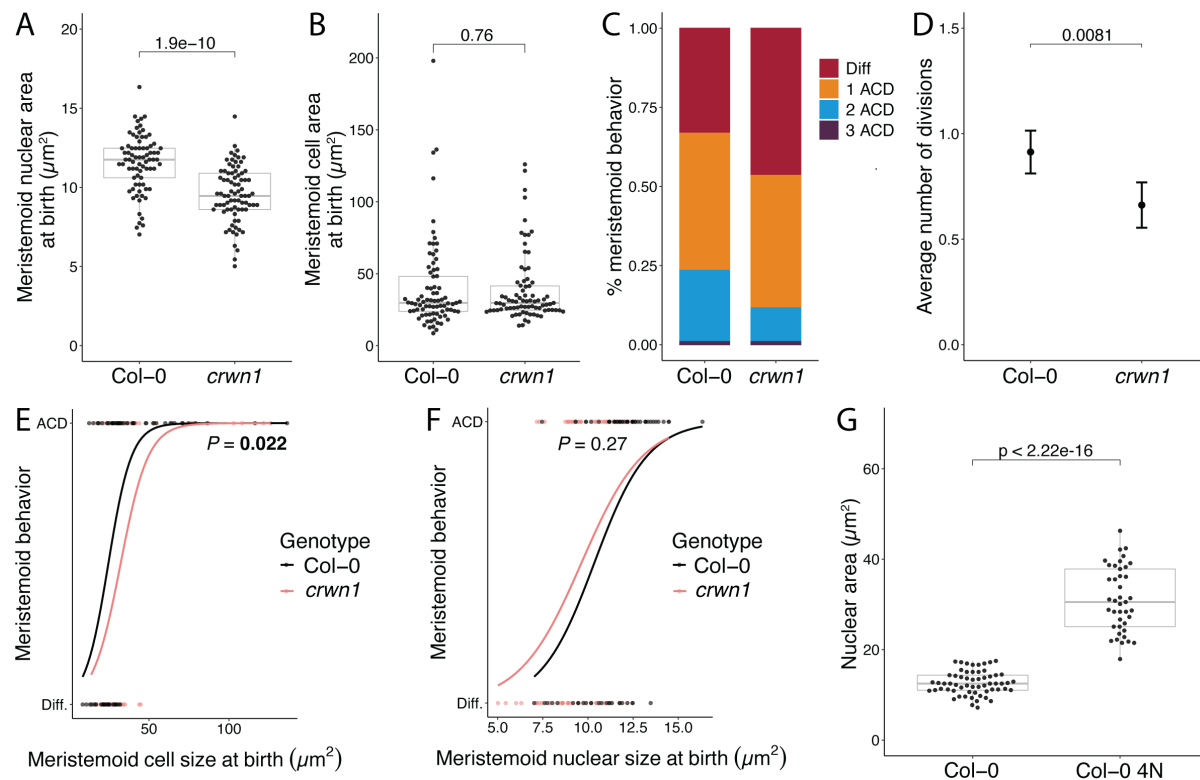 A
Meristemoid nuclear area
at birth (µm²)
20
15
10
5
0
1.9e−10
Col−0
crwn1
B
Meristemoid cell area
at birth (µm²)
200
150
100
50
0
0.76
Col−0
crwn1
C
% meristemoid behavior
1.00
0.75
0.50
0.25
0.00
Col−0
crwn1
Diff
1 ACD
2 ACD
3 ACD
D
Average number of divisions
1.5
1.0
0.5
0.0
0.0081
Col−0
crwn1
E
Meristemoid behavior
ACD
Diff.
P = 0.022
Genotype
Col−0
crwn1
50
100
Meristemoid cell size at birth (µm²)
F
Meristemoid behavior
ACD
Diff.
P = 0.27
Genotype
Col−0
crwn1
5.0
7.5
10.0
12.5
15.0
Meristemoid nuclear size at birth (µm²)
G
Nuclear area (µm²)
60
40
20
0
p < 2.22e−16
Col−0
Col−0 4N